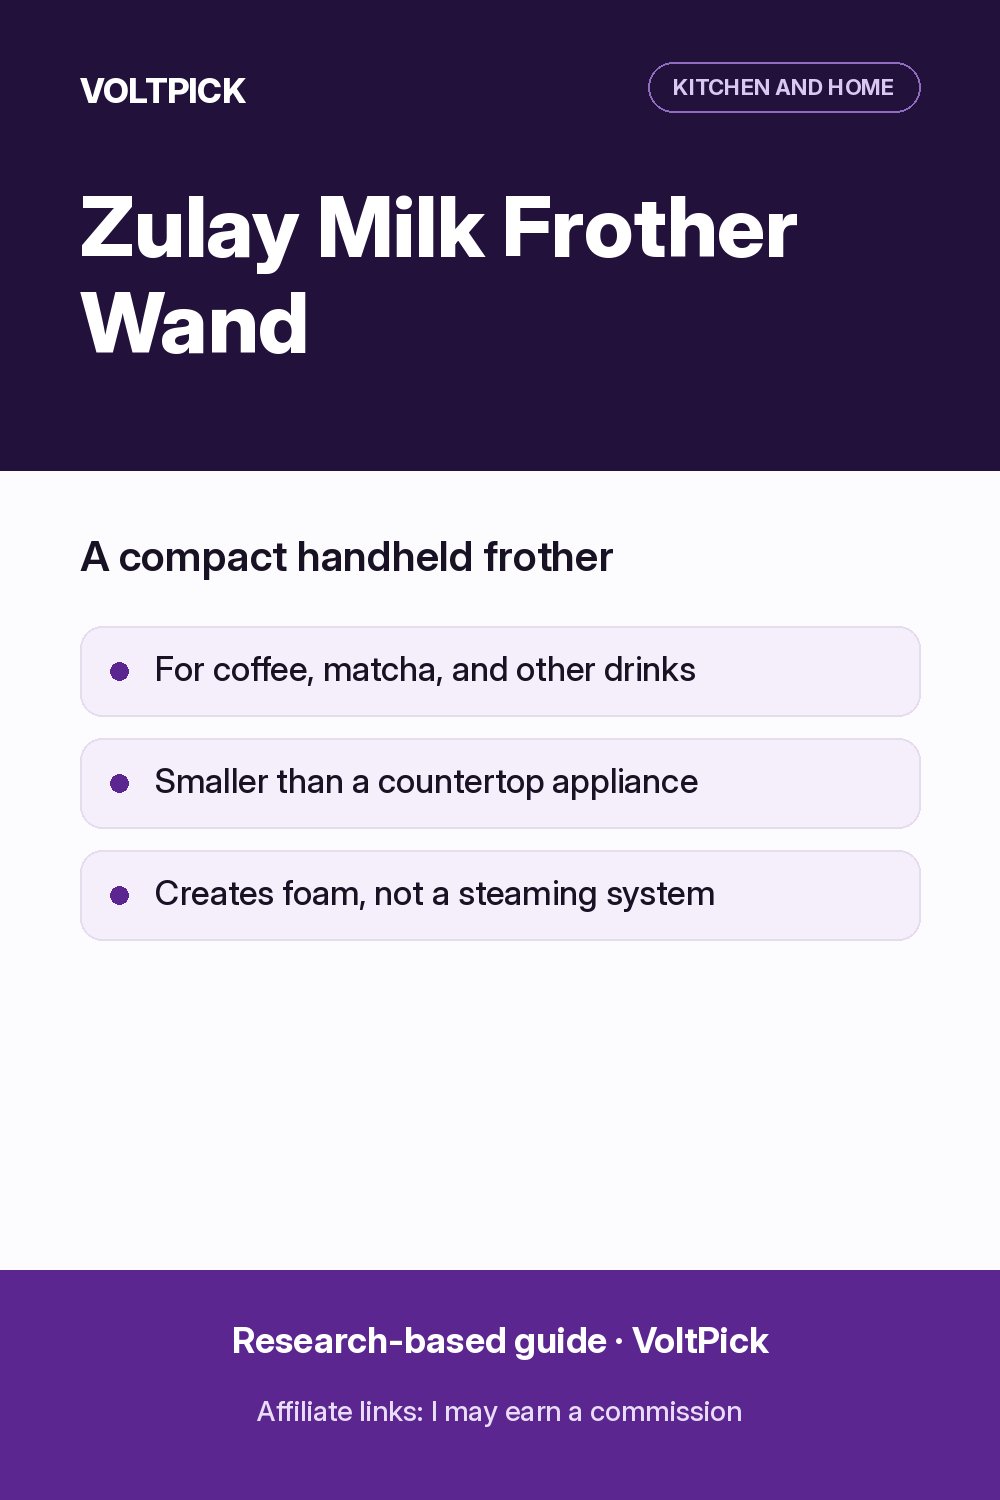 VOLTPICK
KITCHEN AND HOME
Zulay Milk Frother
Wand
A compact handheld frother
For coffee, matcha, and other drinks
Smaller than a countertop appliance
Creates foam, not a steaming system
Research-based guide · VoltPick
Affiliate links: I may earn a commission